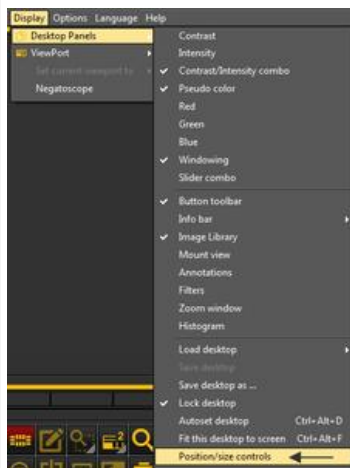 Display Options Language Help
Desktop Panels
ViewPort
Set current viewport to
Negatoscope
Contrast
Intensity
Contrast/Intensity combo
Pseudo color
Red
Green
Blue
Windowing
Slider combo
Button toolbar
Info bar
Image Library
Mount view
Annotations
Filters
Zoom window
Histogram
Load desktop
Save desktop
Save desktop as ...
Lock desktop
Autoset desktop Ctrl+Alt+D
Fit this desktop to screen Ctrl+Alt+F
Position/size controls